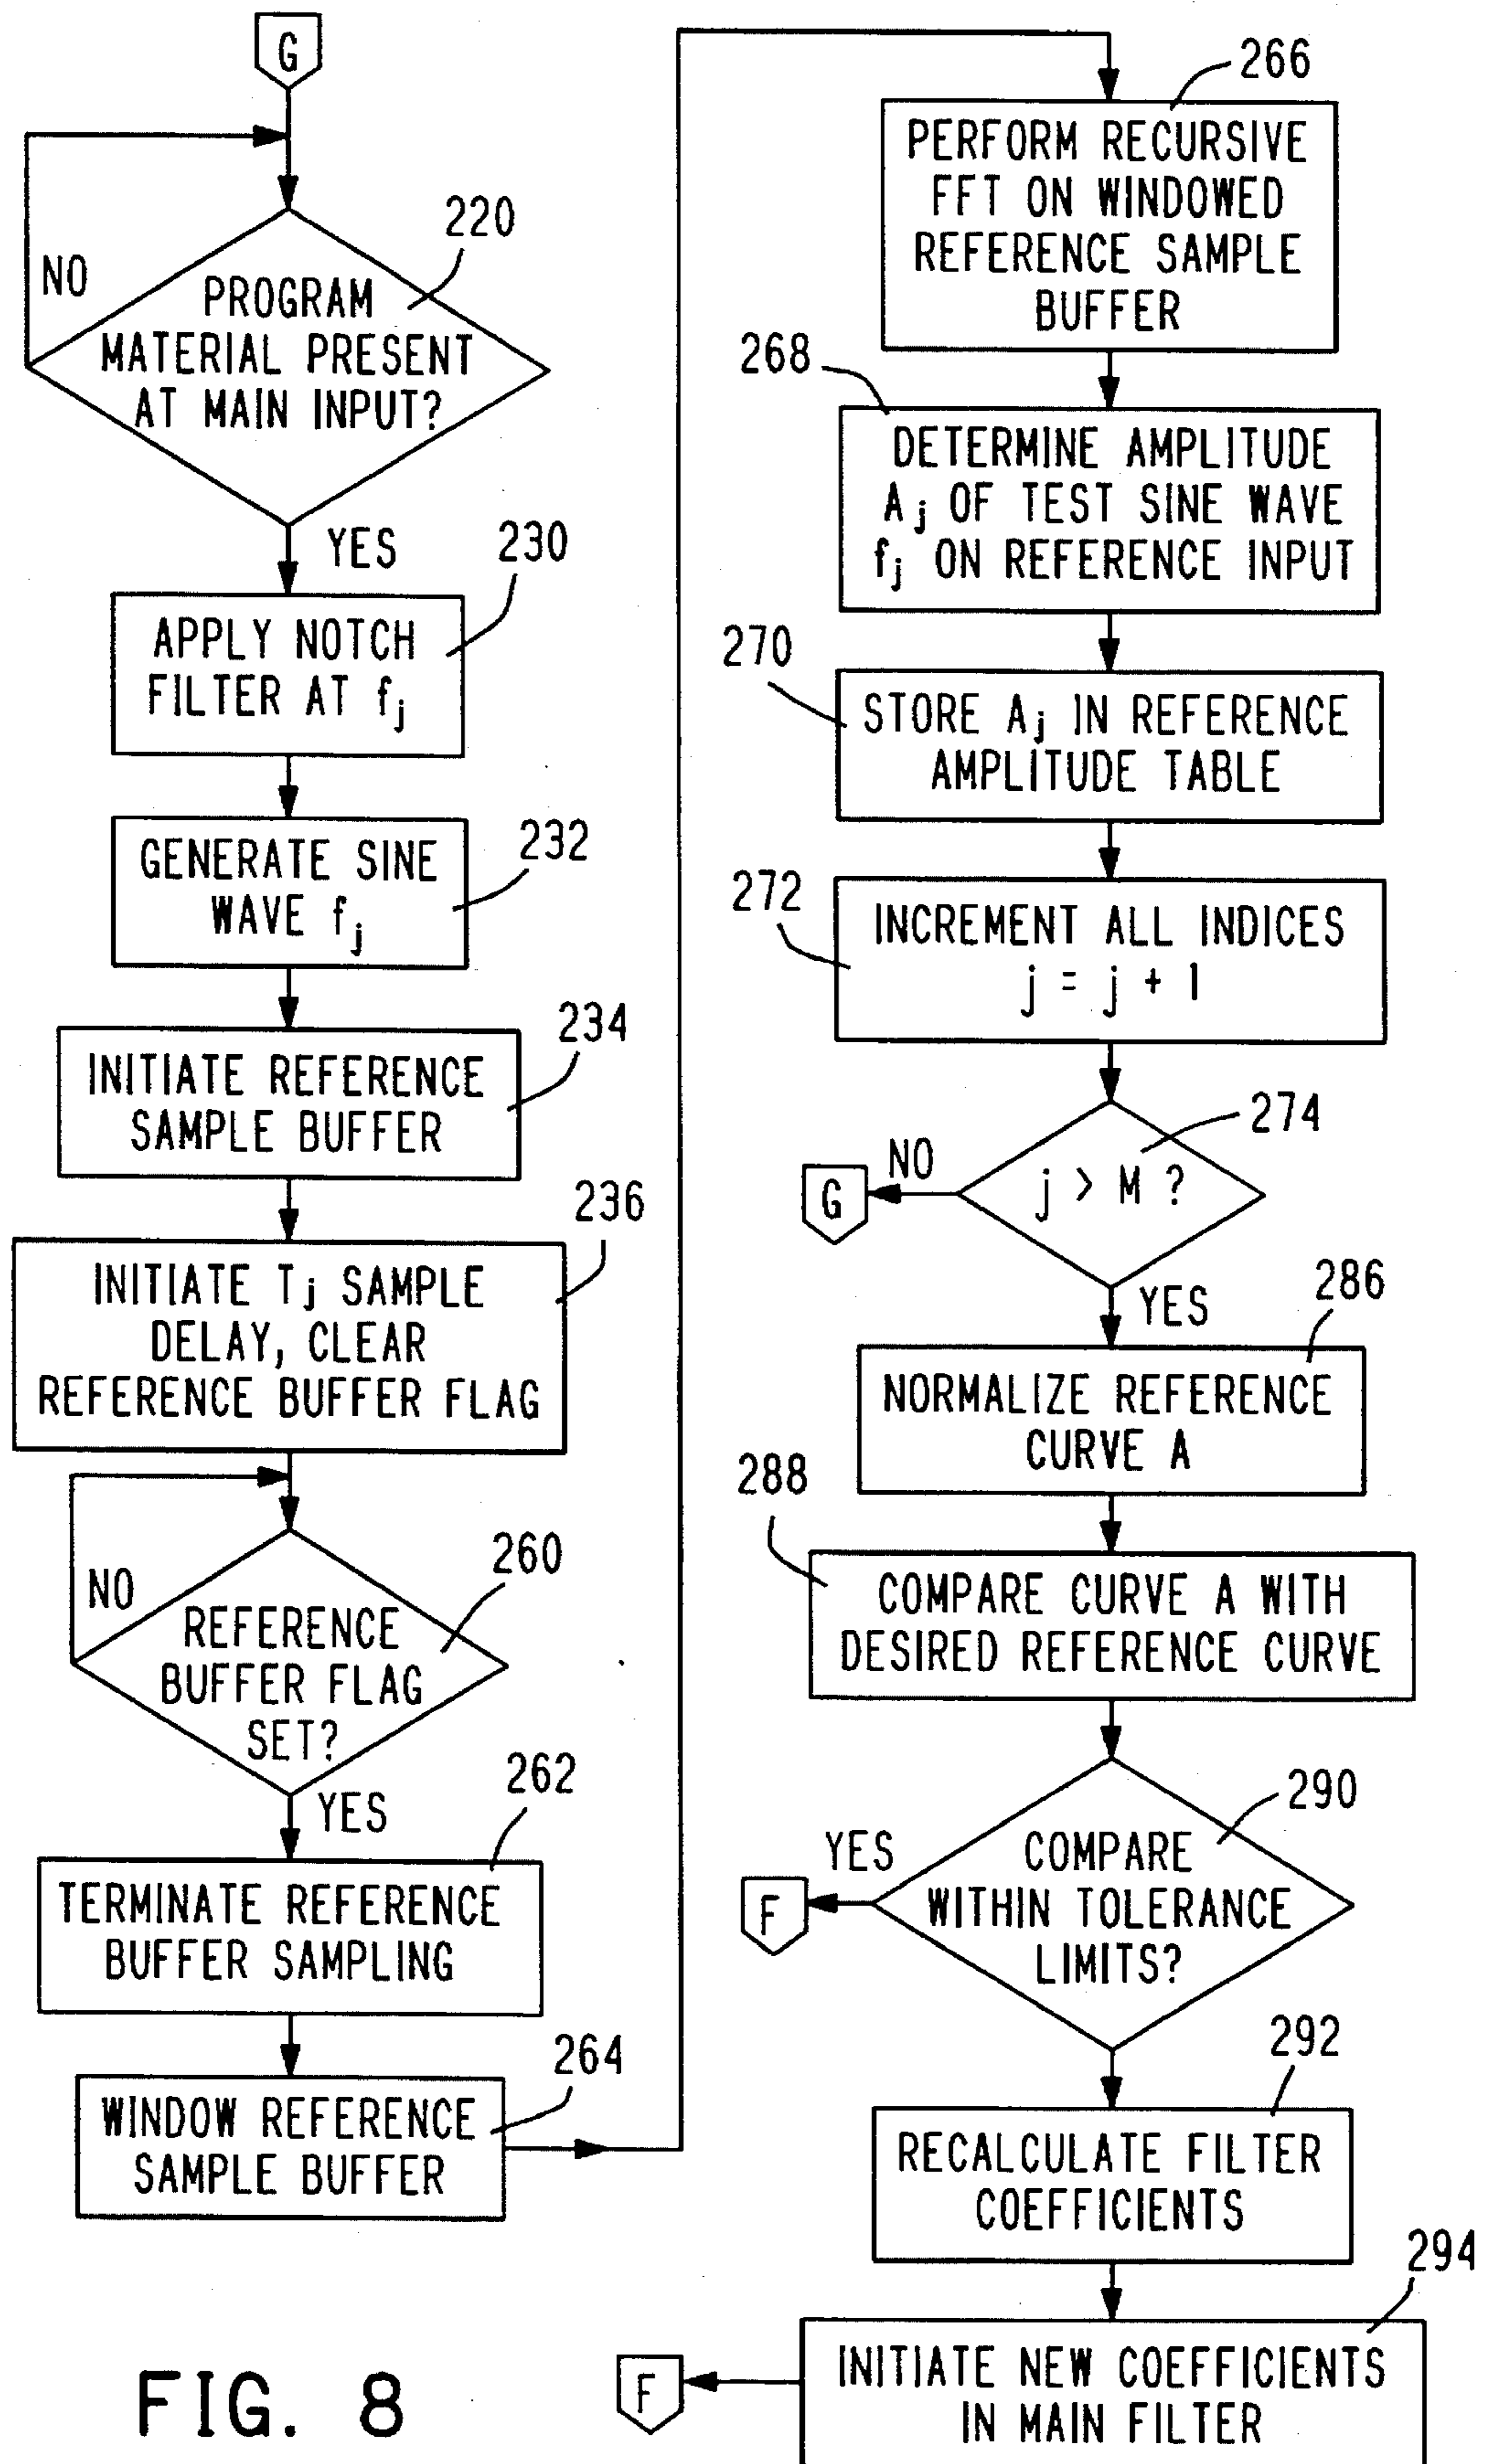 G
220
NO
PROGRAM
MATERIAL PRESENT
AT MAIN INPUT?
YES
230
APPLY NOTCH
FILTER AT fj
232
GENERATE SINE
WAVE fj
234
INITIATE REFERENCE
SAMPLE BUFFER
236
INITIATE Tj SAMPLE
DELAY, CLEAR
REFERENCE BUFFER FLAG
260
NO
REFERENCE
BUFFER FLAG
SET?
YES
262
TERMINATE REFERENCE
BUFFER SAMPLING
264
WINDOW REFERENCE
SAMPLE BUFFER
266
PERFORM RECURSIVE
FFT ON WINDOWED
REFERENCE SAMPLE
BUFFER
268
DETERMINE AMPLITUDE
Aj OF TEST SINE WAVE
fj ON REFERENCE INPUT
270
STORE Aj IN REFERENCE
AMPLITUDE TABLE
272
INCREMENT ALL INDICES
j = j + 1
274
G
NO
j > M ?
YES
286
NORMALIZE REFERENCE
CURVE A
288
COMPARE CURVE A WITH
DESIRED REFERENCE CURVE
290
F
YES
COMPARE
WITHIN TOLERANCE
LIMITS?
292
RECALCULATE FILTER
COEFFICIENTS
294
F
INITIATE NEW COEFFICIENTS
IN MAIN FILTER
FIG. 8